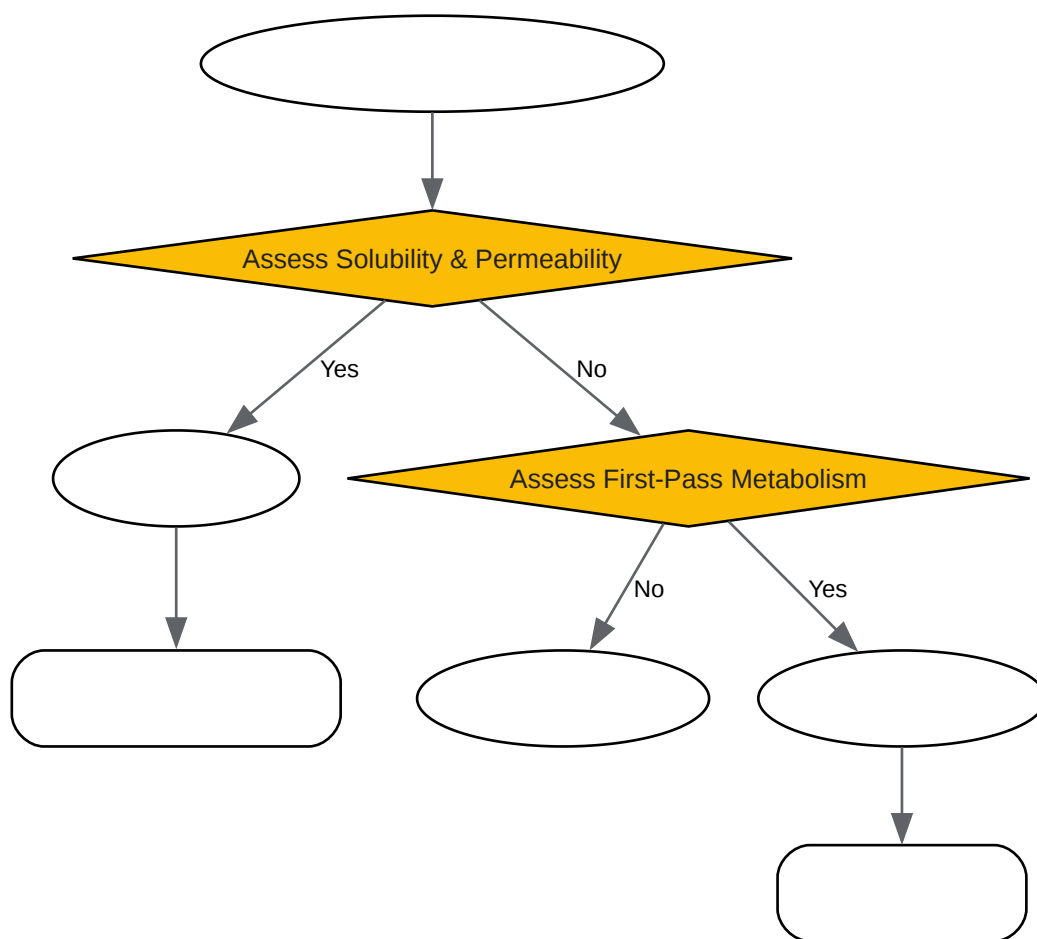 Assess Solubility & Permeability
Yes
No
Assess First-Pass Metabolism
No
Yes